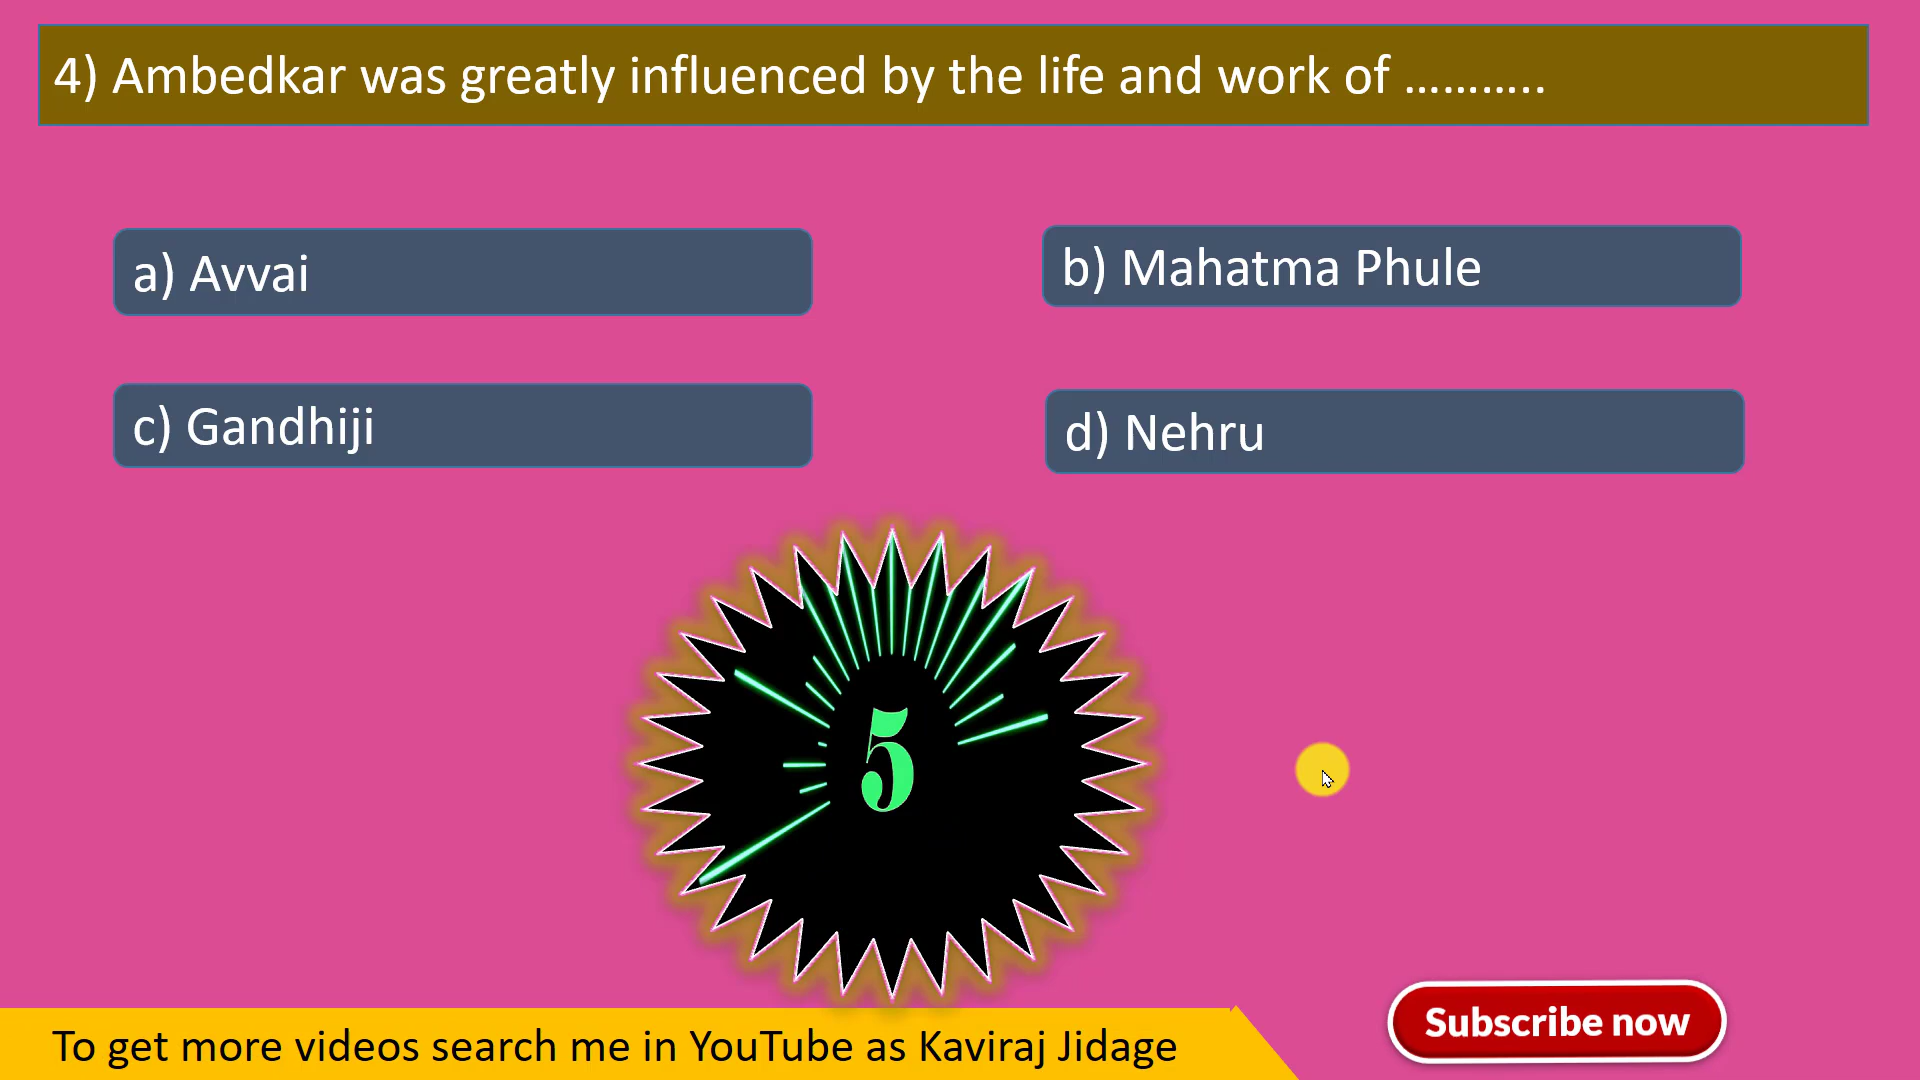 4) Ambedkar was greatly influenced by the life and work of ………..
a) Avvai
b) Mahatma Phule
c) Gandhiji
d) Nehru
5
To get more videos search me in YouTube as Kaviraj Jidage
Subscribe now